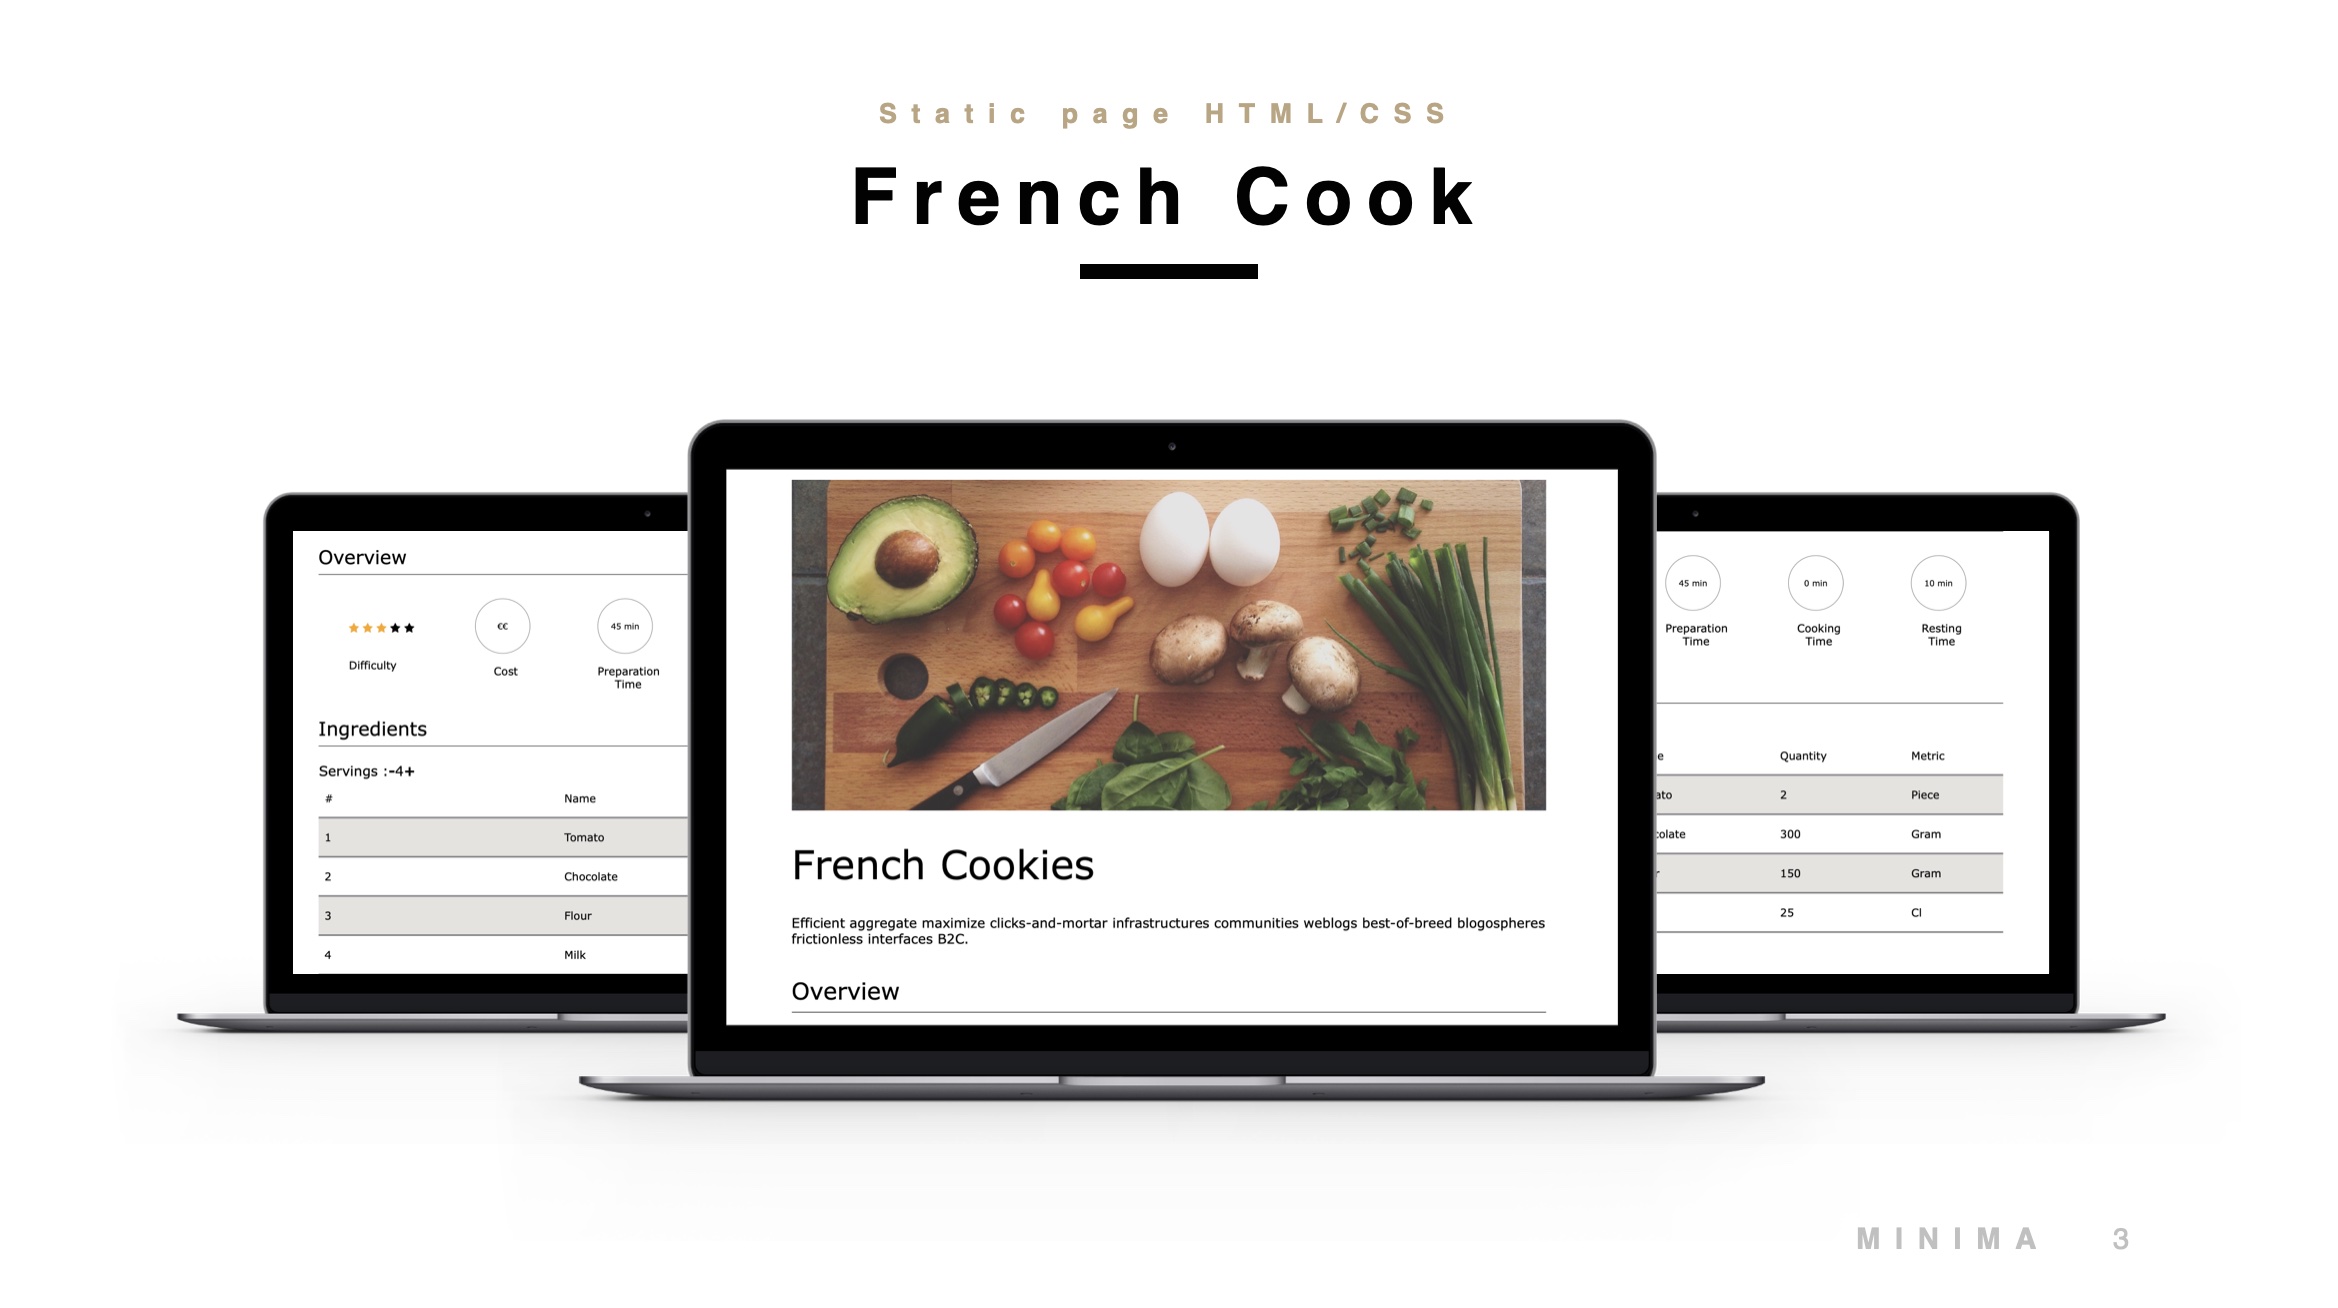 Static page HTML/CSS
French Cook
Overview
€€
45 min
Difficulty
Cost
Preparation
Time
Ingredients
Servings :-4+
# Name
1 Tomato
2 Chocolate
3 Flour
4 Milk
French Cookies
Efficient aggregate maximize clicks-and-mortar infrastructures communities weblogs best-of-breed blogospheres
frictionless interfaces B2C.
Overview
45 min
0 min
10 min
Preparation
Time
Cooking
Time
Resting
Time
e Quantity Metric
ato 2 Piece
colate 300 Gram
r 150 Gram
25 Cl
MINIMA 3